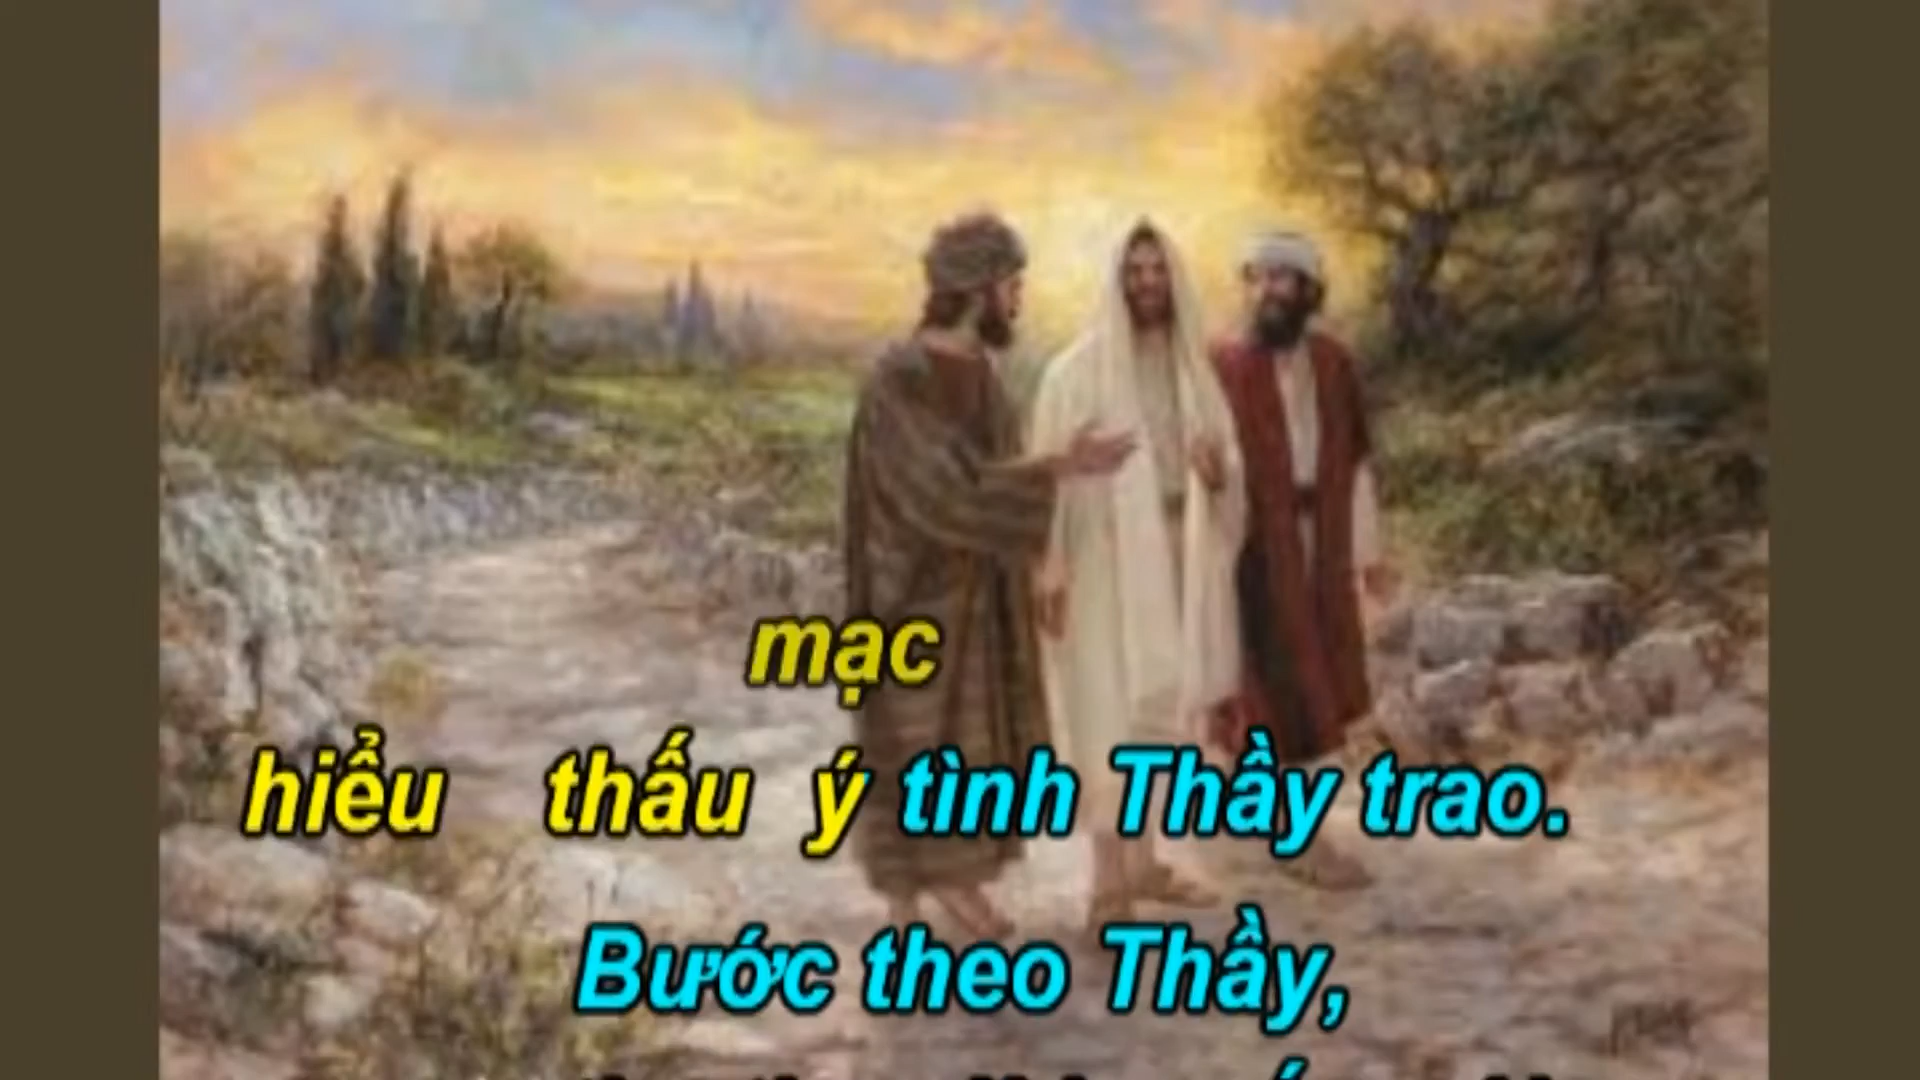 mạc
hiểu thấu ý tình Thầy trao.
Bước theo Thầy,